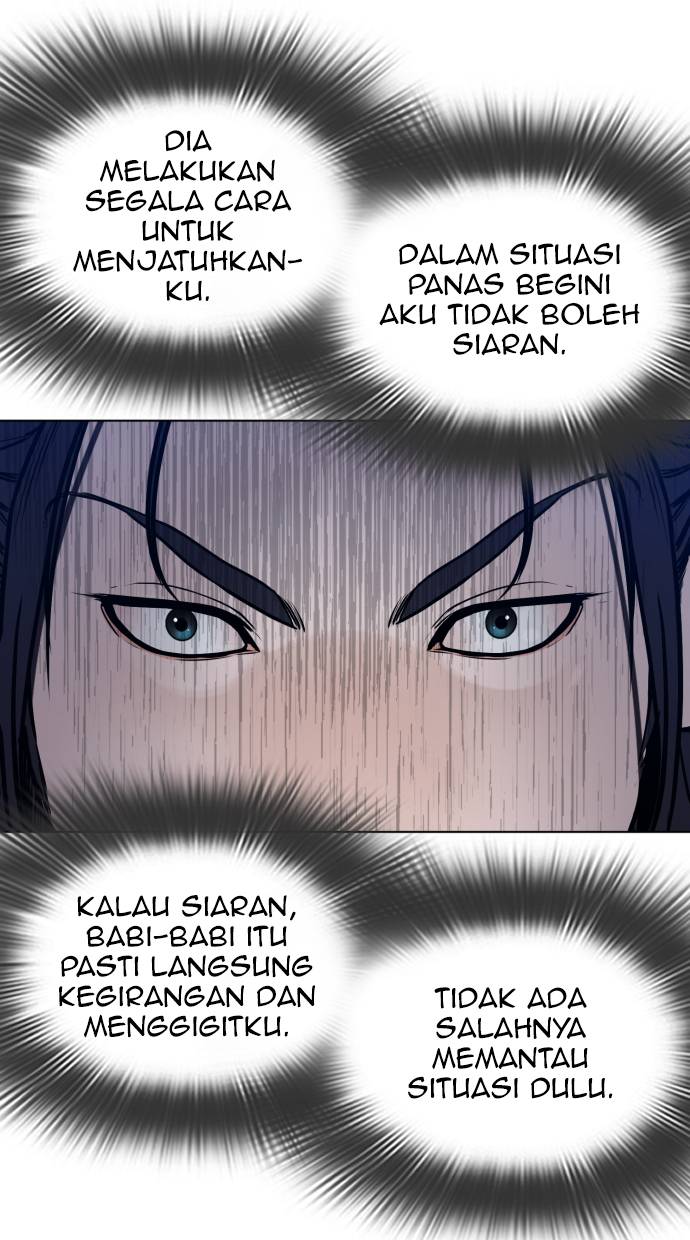 DIA
MELAKUKAN
SEGALA CARA
UNTUK
MENJATUHKAN-
KU.
DALAM SITUASI
PANAS BEGINI
AKU TIDAK BOLEH
SIARAN.
KALAU SIARAN,
BABI-BABI ITU
PASTI LANGSUNG
KEGIRANGAN DAN
MENGGIGITKU.
TIDAK ADA
SALAHNYA
MEMANTAU
SITUASI DULU.